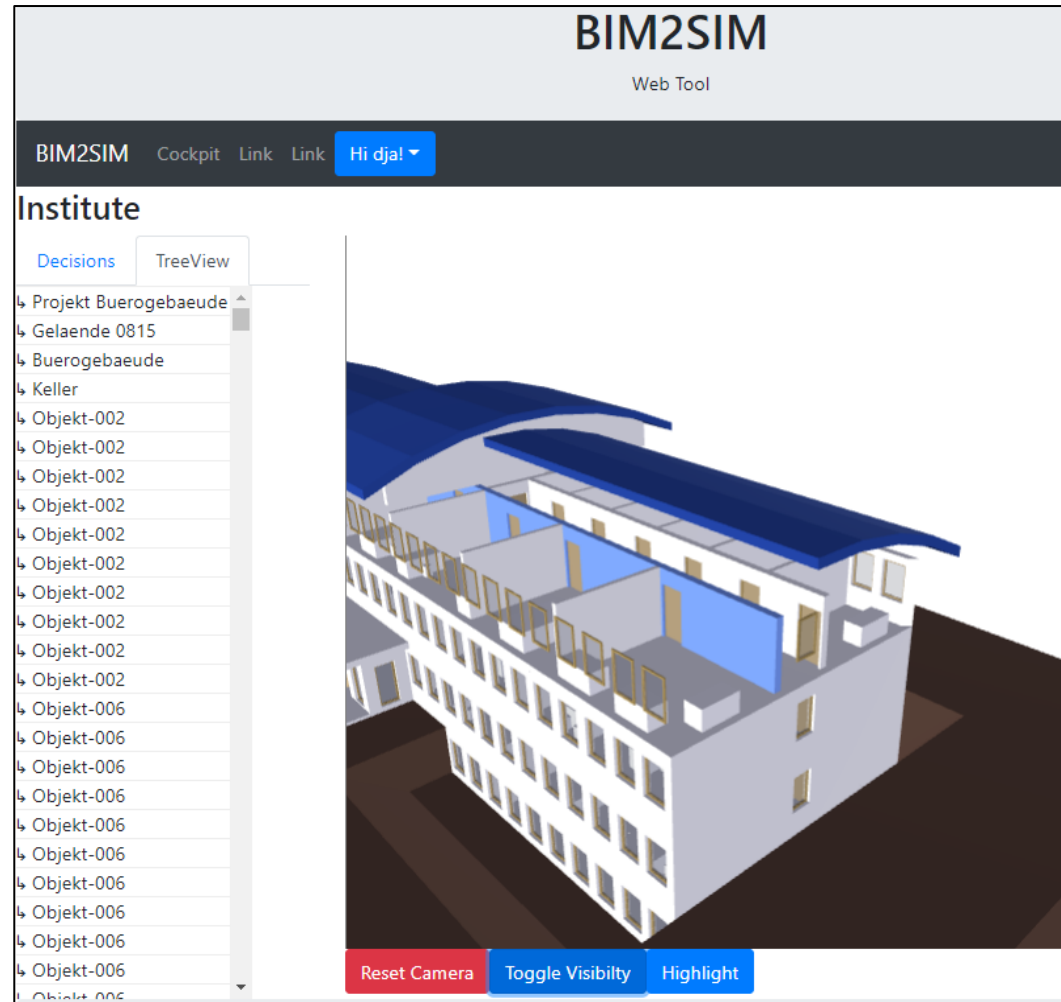 BIM2SIM
Web Tool
BIM2SIM Cockpit Link Link Hi dja!
Institute
Decisions TreeView
↳ Projekt Buerogebaeude
↳ Gelaende 0815
↳ Buerogebaeude
↳ Keller
↳ Objekt-002
↳ Objekt-002
↳ Objekt-002
↳ Objekt-002
↳ Objekt-002
↳ Objekt-002
↳ Objekt-002
↳ Objekt-002
↳ Objekt-002
↳ Objekt-002
↳ Objekt-006
↳ Objekt-006
↳ Objekt-006
↳ Objekt-006
↳ Objekt-006
↳ Objekt-006
↳ Objekt-006
↳ Objekt-006
↳ Objekt-006
↳ Objekt-006
↳ Objekt-006
Reset Camera Toggle Visibilty Highlight